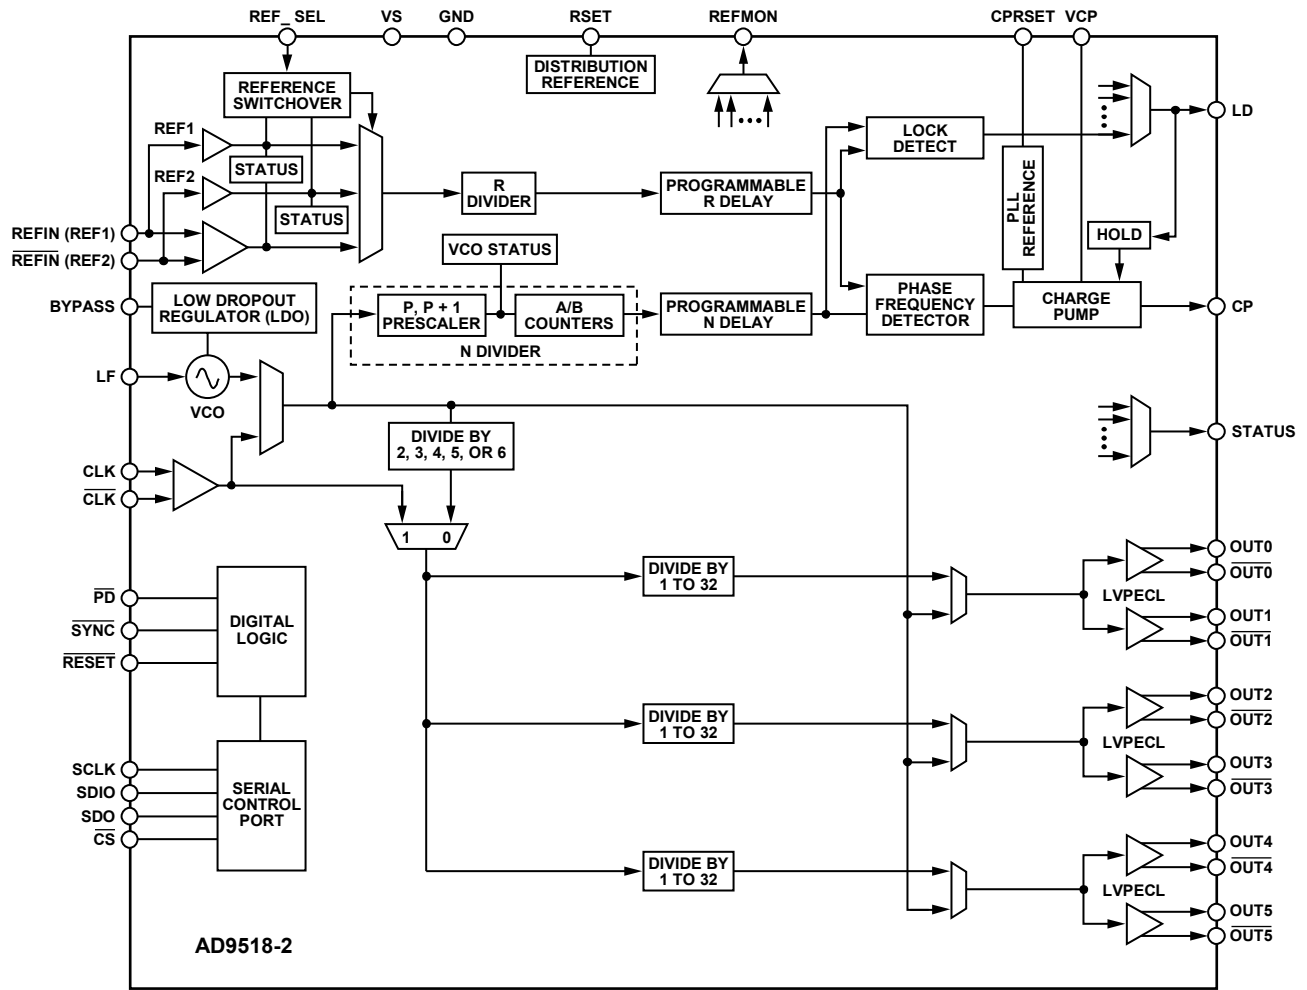 REF_ SEL
VS
GND
RSET
REFMON
CPRSET VCP
DISTRIBUTION
REFERENCE
REFERENCE
SWITCHOVER
REF1
STATUS
REF2
STATUS
REFIN (REF1)
REFIN (REF2)
R
DIVIDER
PROGRAMMABLE
R DELAY
LOCK
DETECT
LD
PLL
REFERENCE
HOLD
VCO STATUS
BYPASS
LOW DROPOUT
REGULATOR (LDO)
P, P + 1
PRESCALER
A/B
COUNTERS
N DIVIDER
PROGRAMMABLE
N DELAY
PHASE
FREQUENCY
DETECTOR
CHARGE
PUMP
CP
LF
VCO
STATUS
DIVIDE BY
2, 3, 4, 5, OR 6
CLK
CLK
1 0
DIVIDE BY
1 TO 32
OUT0
OUT0
LVPECL
OUT1
OUT1
PD
SYNC
RESET
DIGITAL
LOGIC
DIVIDE BY
1 TO 32
OUT2
OUT2
LVPECL
OUT3
OUT3
SCLK
SDIO
SDO
CS
SERIAL
CONTROL
PORT
DIVIDE BY
1 TO 32
OUT4
OUT4
LVPECL
OUT5
OUT5
AD9518-2